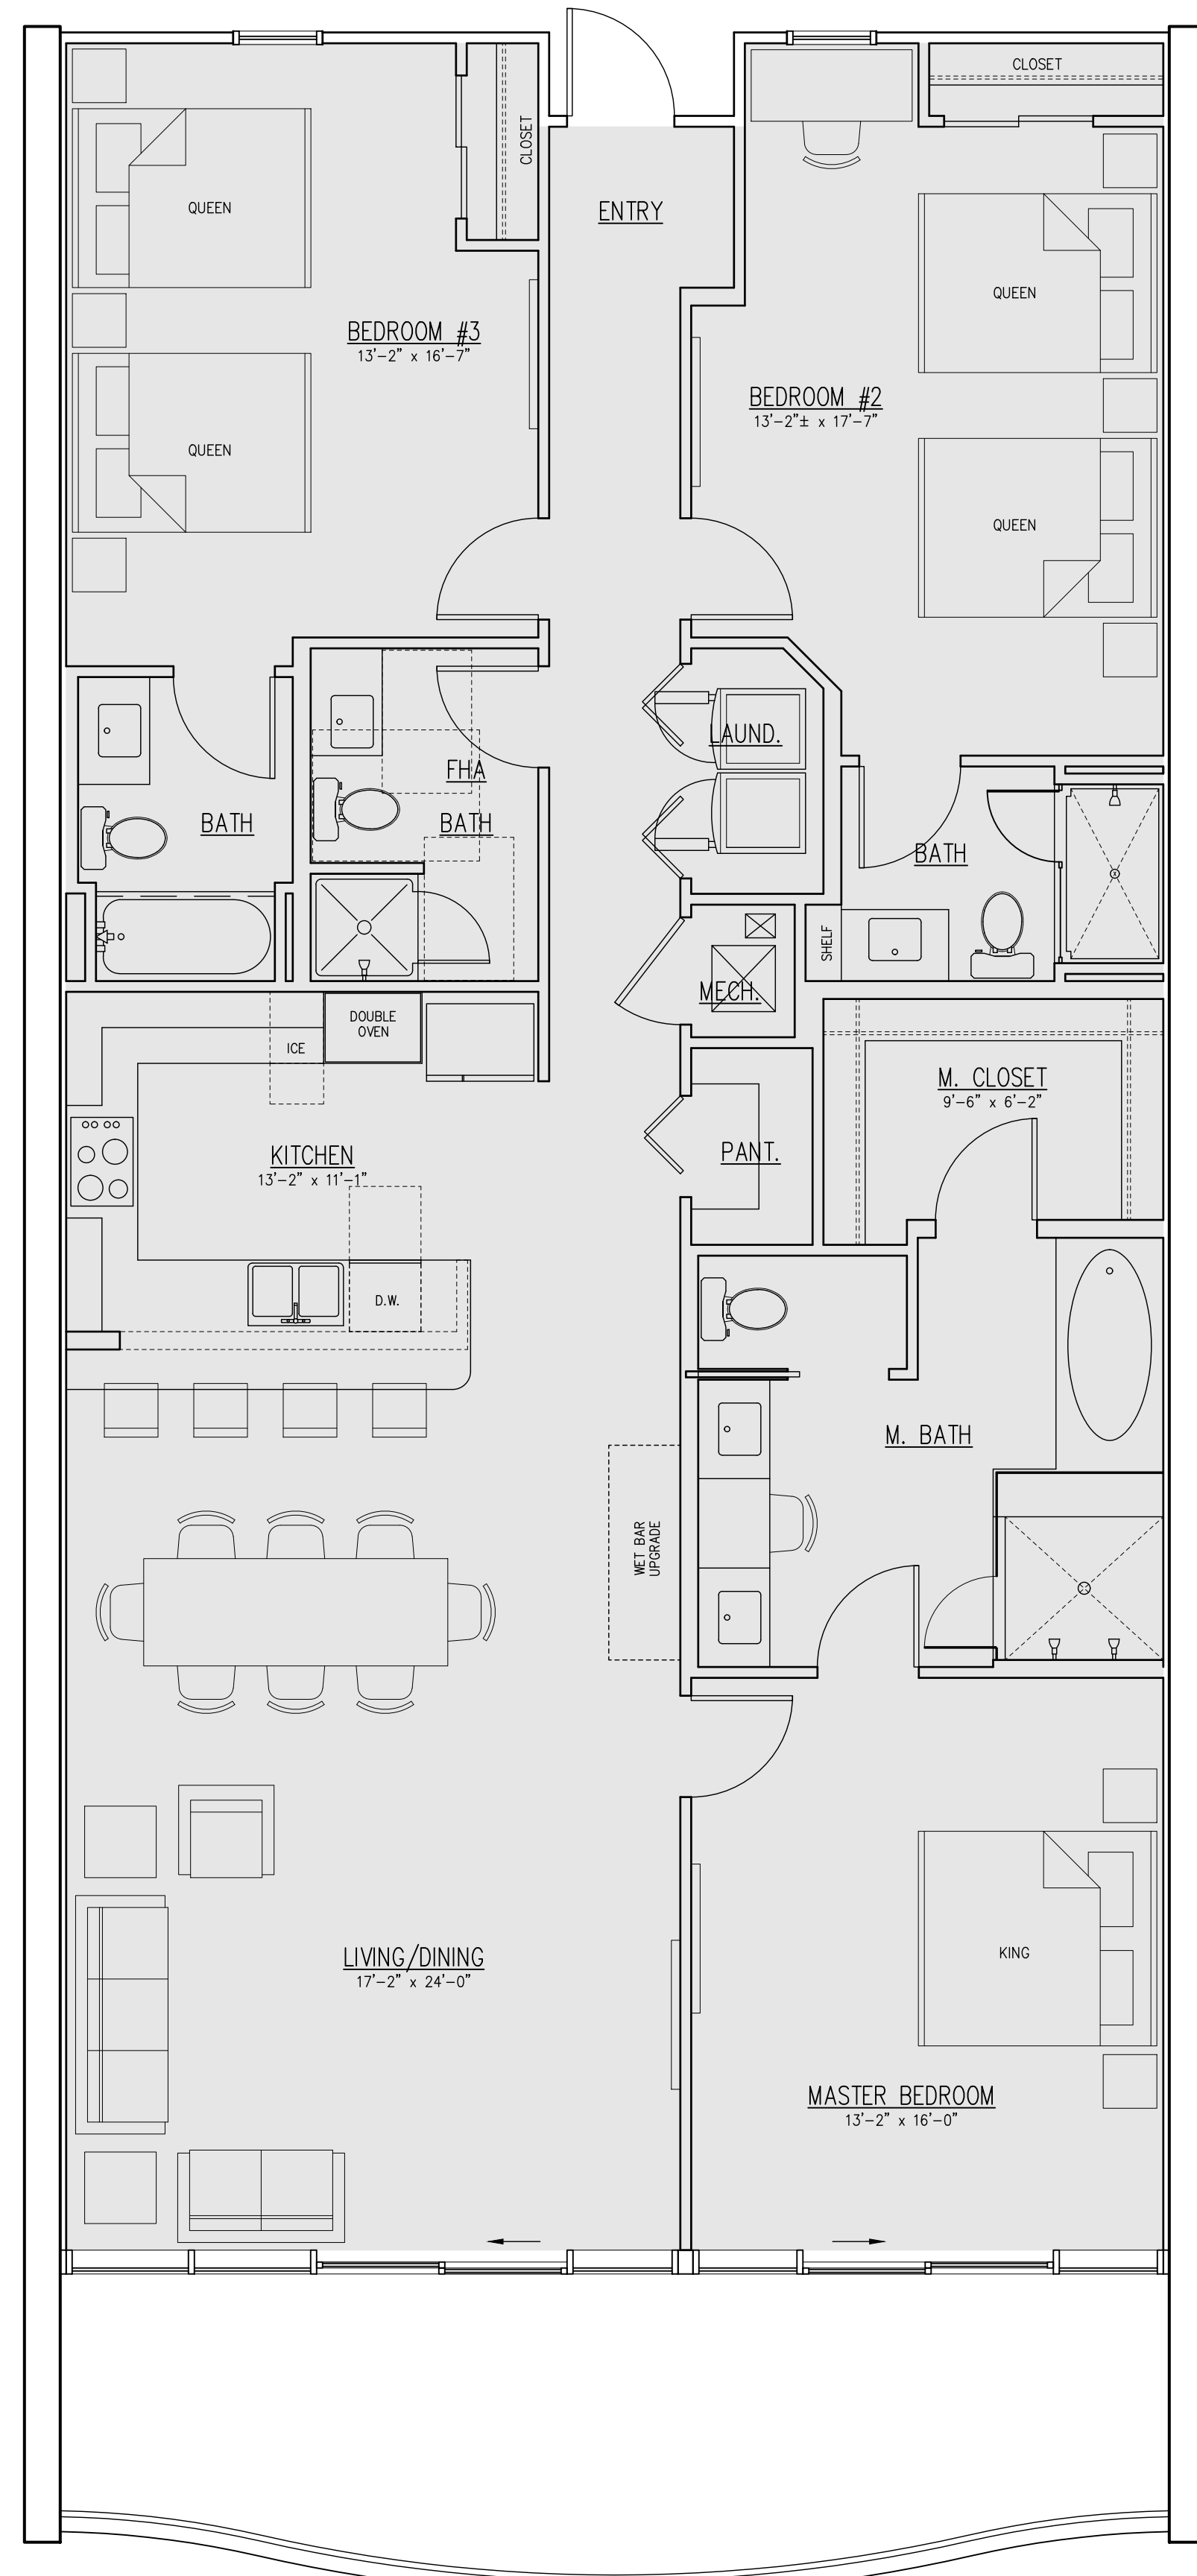 CLOSET
CLOSET
QUEEN
ENTRY
QUEEN
BEDROOM #3
13'-2" x 16'-7"
BEDROOM #2
13'-2"± x 17'-7"
QUEEN
QUEEN
LAUND.
FHA
BATH
BATH
BATH
SHELF
MECH.
DOUBLE
OVEN
ICE
M. CLOSET
9'-6" x 6'-2"
KITCHEN
13'-2" x 11'-1"
PANT.
D.W.
M. BATH
WET BAR
UPGRADE
LIVING/DINING
17'-2" x 24'-0"
KING
MASTER BEDROOM
13'-2" x 16'-0"